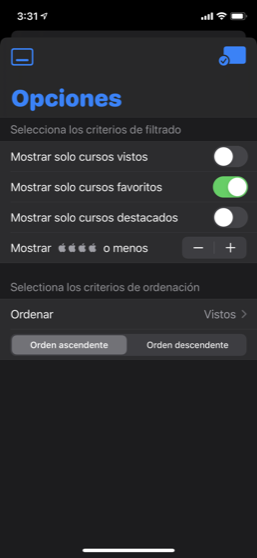 3:31
Opciones
Selecciona los criterios de filtrado
Mostrar solo cursos vistos
Mostrar solo cursos favoritos
Mostrar solo cursos destacados
Mostrar o menos − +
Selectiona los criterios de ordenación
Ordenar Vistos >
Orden ascendente Orden descendente